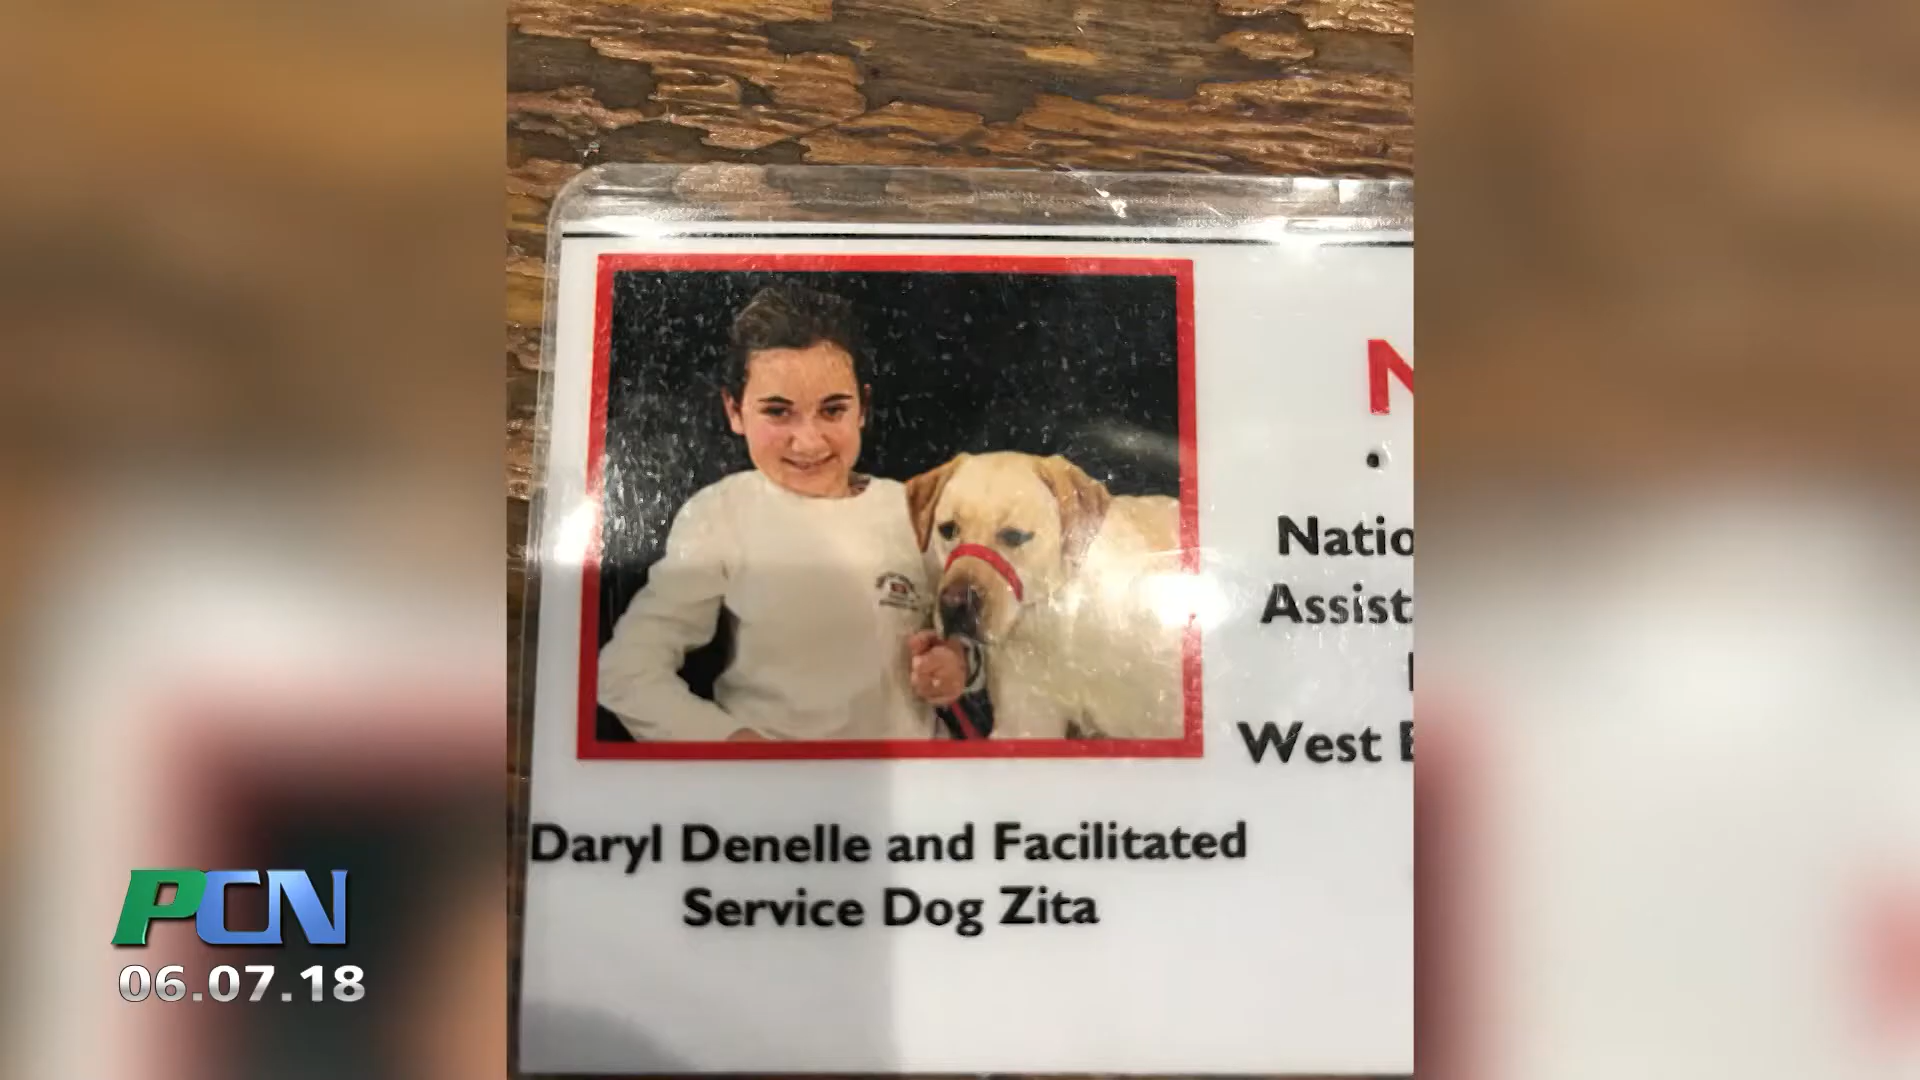 Natio
Assist
West
Daryl Denelle and Facilitated
Service Dog Zita
PCN
06.07.18